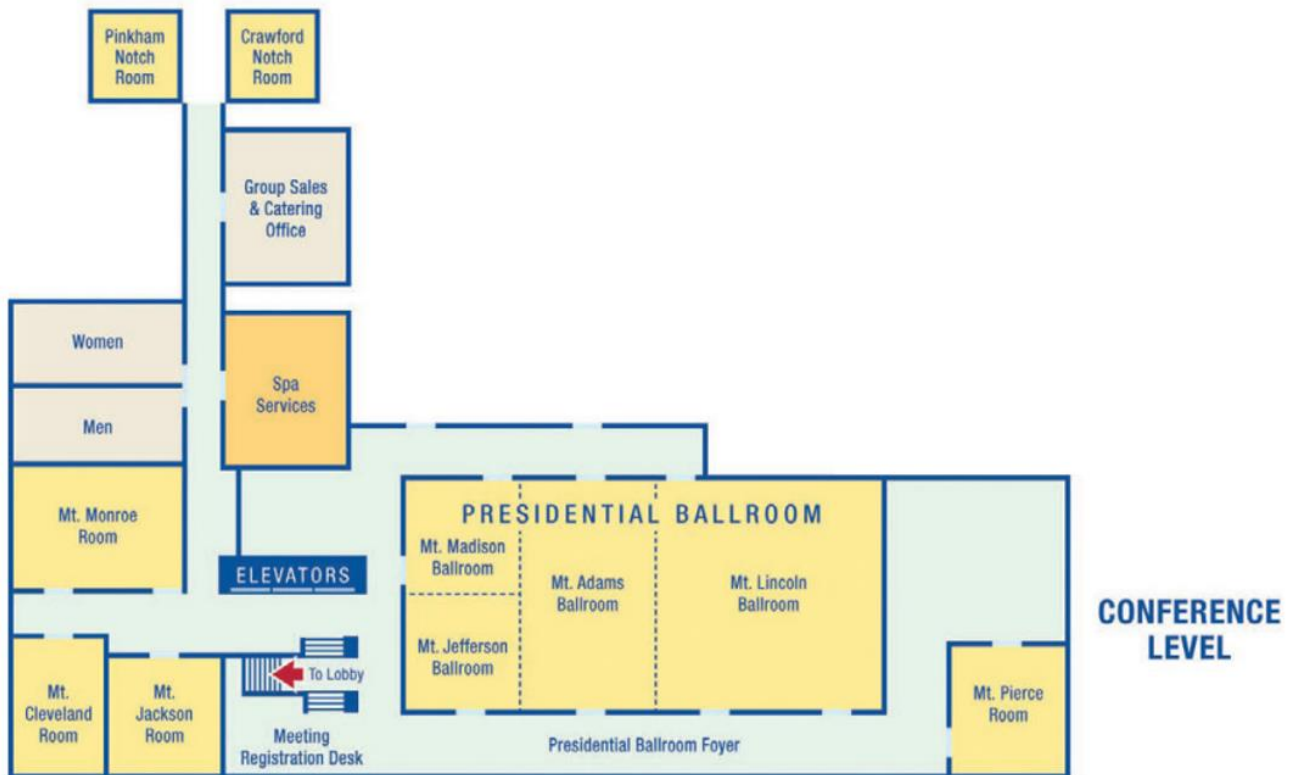 Pinkham
Notch
Room
Crawford
Notch
Room
Group Sales
& Catering
Office
Women
Men
Spa
Services
Mt. Monroe
Room
ELEVATORS
PRESIDENTIAL BALLROOM
Mt. Madison
Ballroom
Mt. Adams
Ballroom
Mt. Lincoln
Ballroom
Mt. Jefferson
Ballroom
CONFERENCE
LEVEL
Mt.
Cleveland
Room
Mt.
Jackson
Room
To Lobby
Meeting
Registration Desk
Presidential Ballroom Foyer
Mt. Pierce
Room